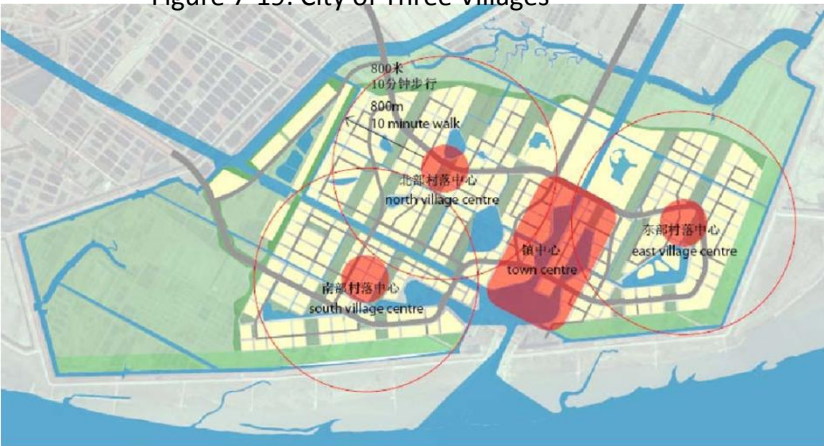 Figure 7-19: City of Three Villages
800米
10分钟步行
800m
10 minute walk
北部村落中心
north village centre
东部村落中心
east village centre
镇中心
town centre
南部村落中心
south village centre